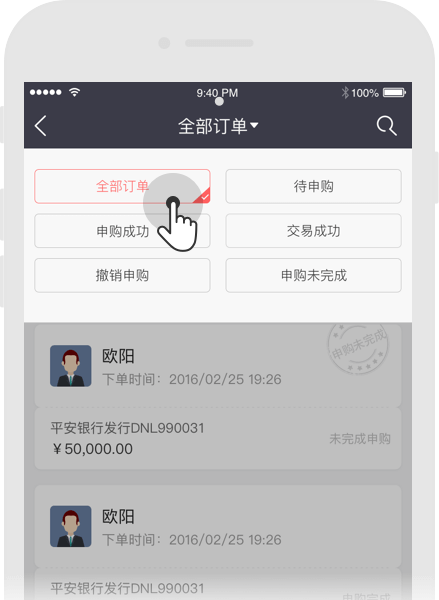 9:40 PM 100%
全部订单
全部订单 待申购
申购成功 交易成功
撤销申购 申购未完成
申购未完成
欧阳
下单时间：2016/02/25 19:26
平安银行发行DNL990031
￥50,000.00
未完成申购
欧阳
下单时间：2016/02/25 19:26
平安银行发行DNL990031
申购完成